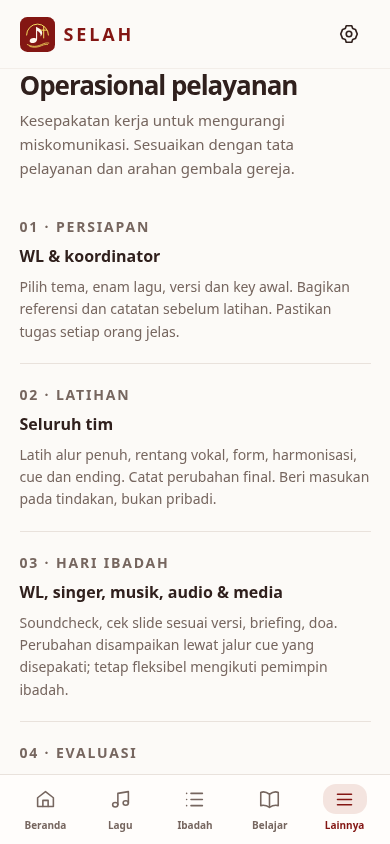 SELAH
Operasional pelayanan
Kesepakatan kerja untuk mengurangi
miskomunikasi. Sesuaikan dengan tata
pelayanan dan arahan gembala gereja.
01 · PERSIAPAN
WL & koordinator
Pilih tema, enam lagu, versi dan key awal. Bagikan
referensi dan catatan sebelum latihan. Pastikan
tugas setiap orang jelas.
02 · LATIHAN
Seluruh tim
Latih alur penuh, rentang vokal, form, harmonisasi,
cue dan ending. Catat perubahan final. Beri masukan
pada tindakan, bukan pribadi.
03 · HARI IBADAH
WL, singer, musik, audio & media
Soundcheck, cek slide sesuai versi, briefing, doa.
Perubahan disampaikan lewat jalur cue yang
disepakati; tetap fleksibel mengikuti pemimpin
ibadah.
04 · EVALUASI
Beranda
Lagu
Ibadah
Belajar
Lainnya